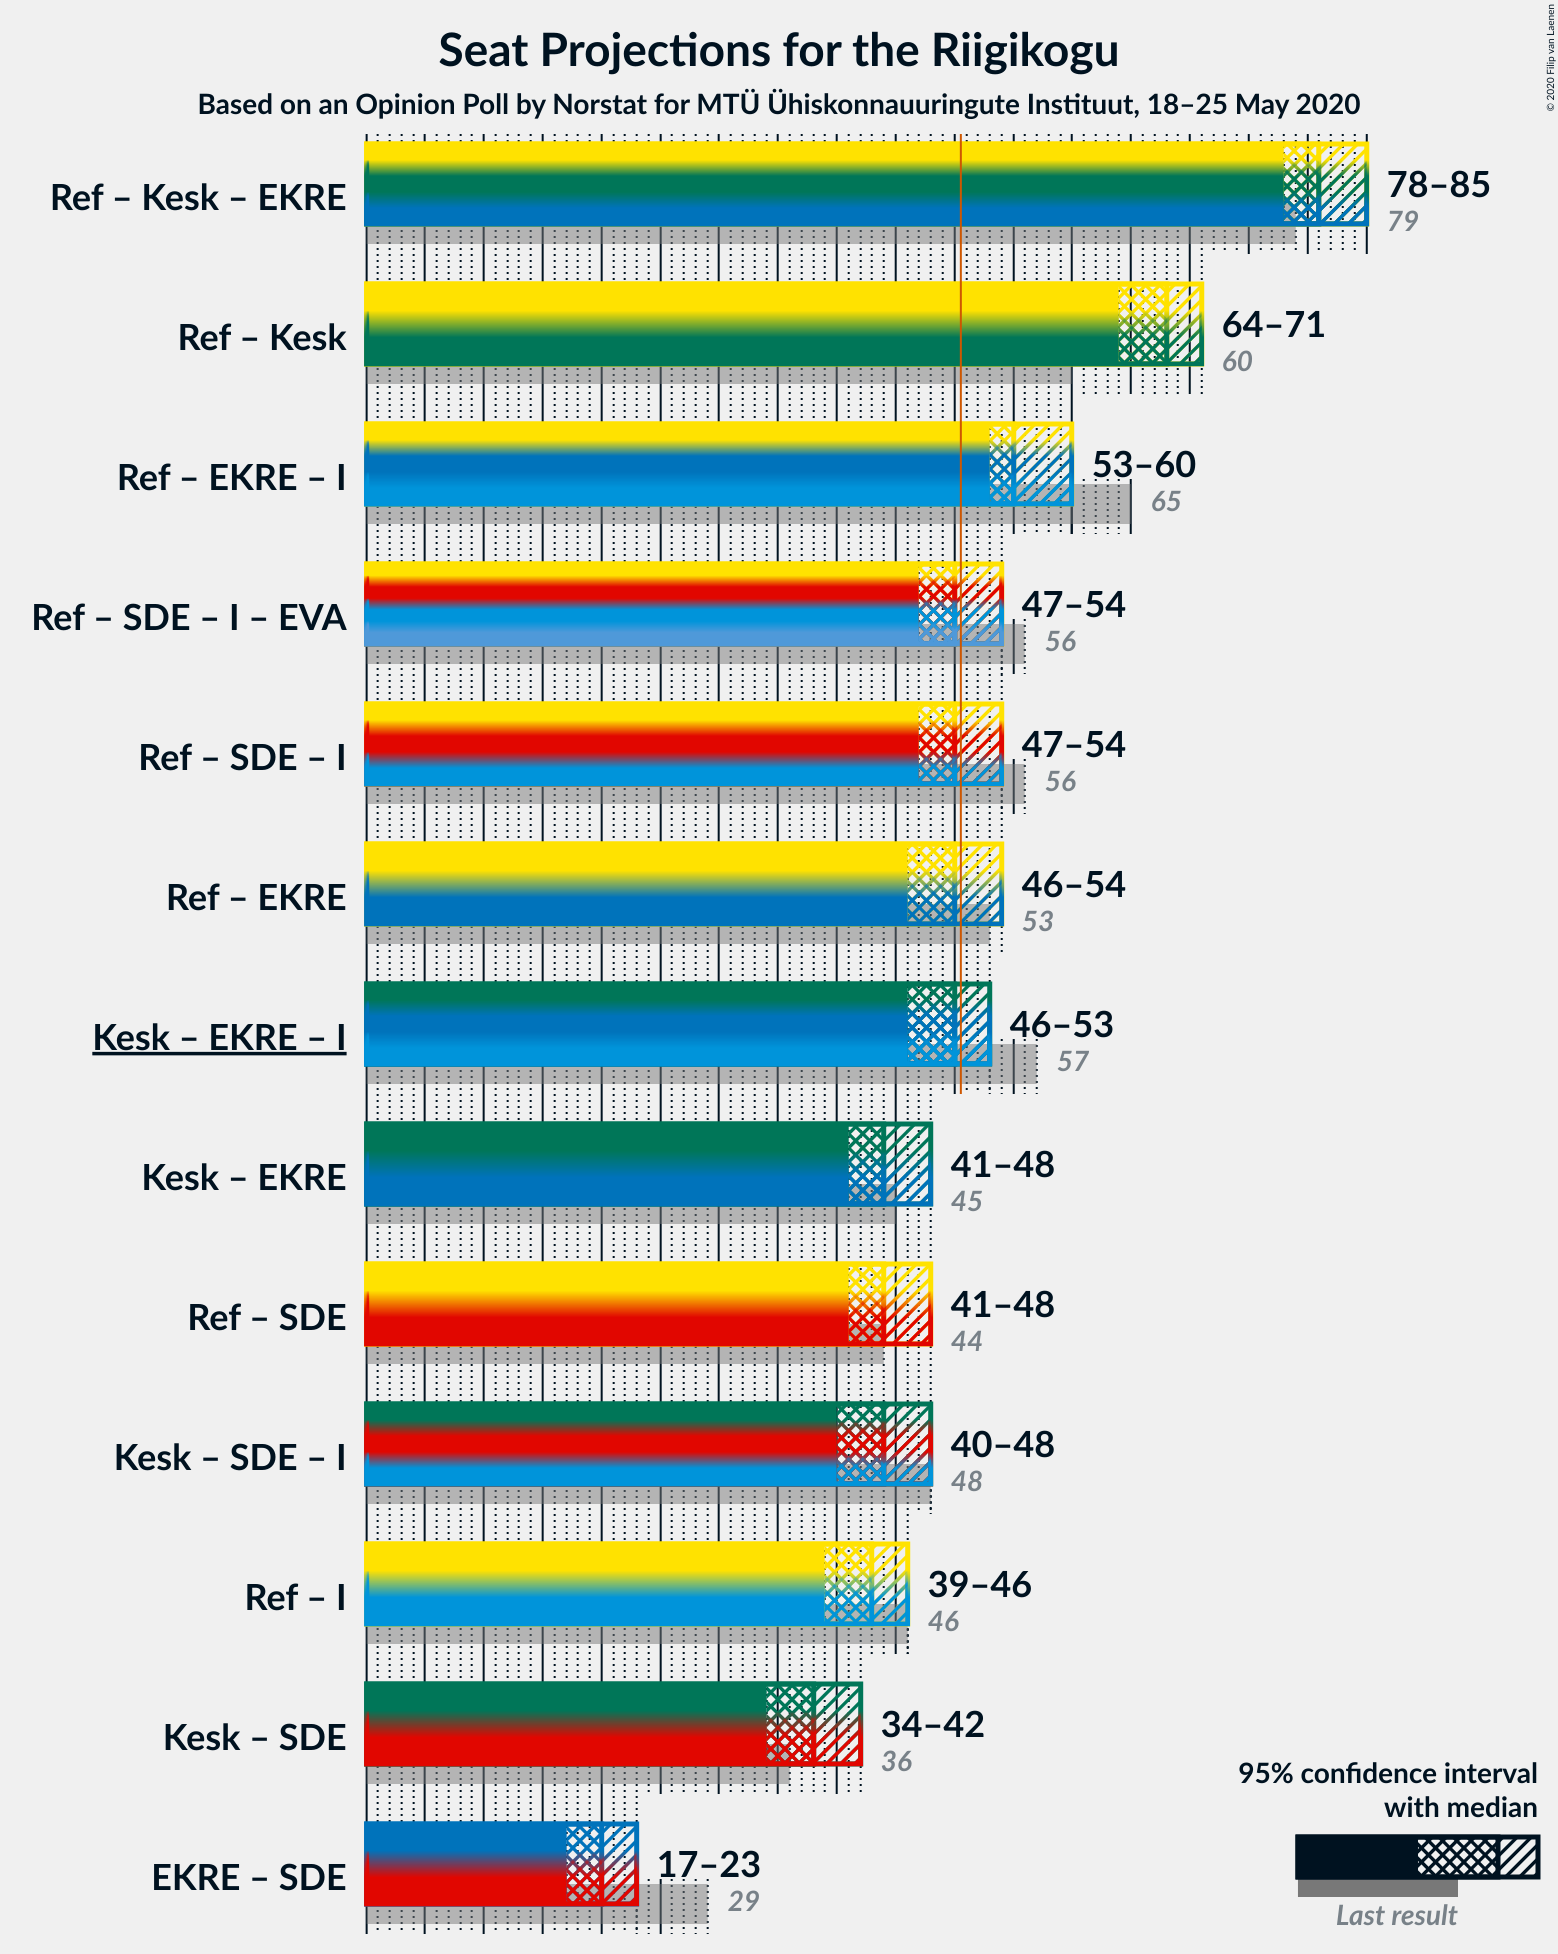 Seat Projections for the Riigikogu
Based on an Opinion Poll by Norstat for MTÜ Ühiskonnauuringute Instituut, 18–25 May 2020
© 2020 Filip van Laenen
Ref – Kesk – EKRE
78–85
79
Ref – Kesk
64–71
60
Ref – EKRE – I
53–60
65
Ref – SDE – I – EVA
47–54
56
Ref – SDE – I
47–54
56
Ref – EKRE
46–54
53
Kesk – EKRE – I
46–53
57
Kesk – EKRE
41–48
45
Ref – SDE
41–48
44
Kesk – SDE – I
40–48
48
Ref – I
39–46
46
Kesk – SDE
34–42
36
EKRE – SDE
17–23
29
95% confidence interval
with median
Last result